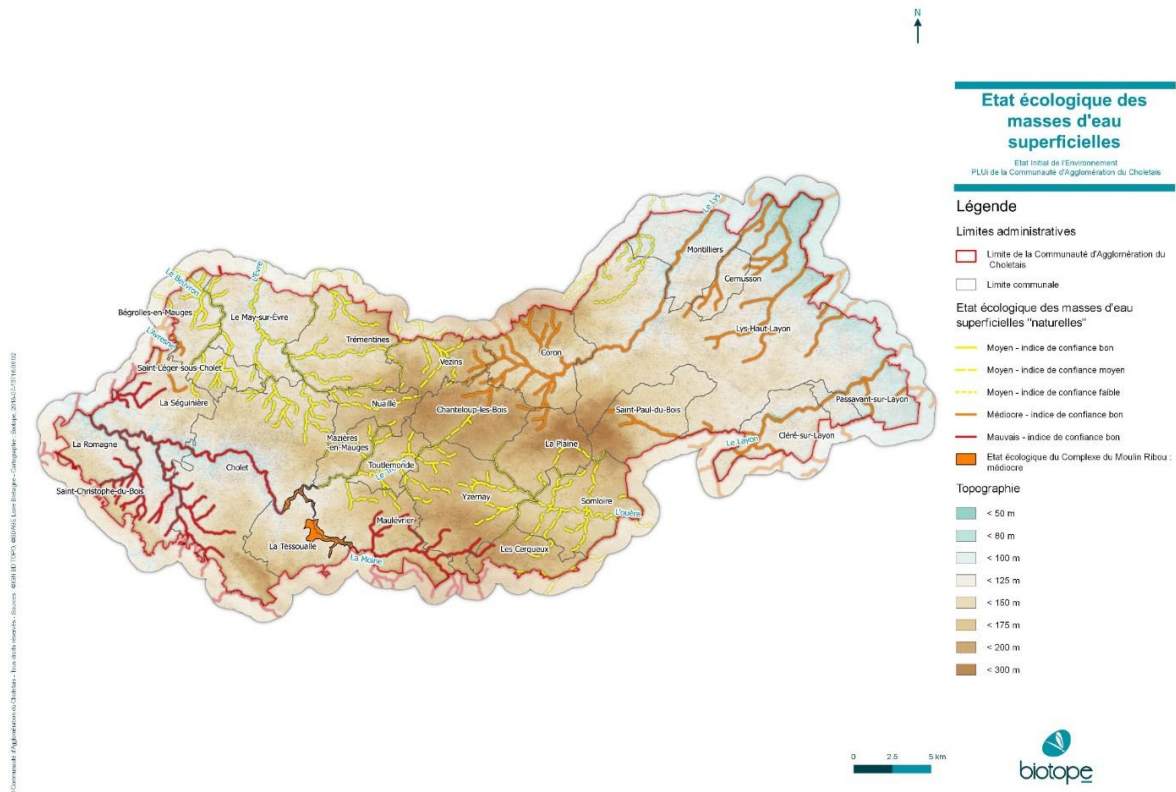 N
Etat écologique des
masses d'eau
superficielles
Etat Initial de l'Environnement
PLUi de la Communauté d'Agglomération du Choletais
Légende
Limites administratives
Limite de la Communauté d'Agglomération du
Choletais
Limite communale
Etat écologique des masses d'eau
superficielles "naturelles"
Moyen - indice de confiance bon
Moyen - indice de confiance moyen
Moyen - indice de confiance faible
Médiocre - indice de confiance bon
Mauvais - indice de confiance bon
Etat écologique du Complexe du Moulin Ribou :
médiocre
Topographie
< 50 m
< 80 m
< 100 m
< 125 m
< 150 m
< 175 m
< 200 m
< 300 m
Le Lys
Montilliers
Cernusson
Le Beuvron
L'Evre
Bégrolles-en-Mauges
Le May-sur-Èvre
L'Avresne
Trémentines
Lys-Haut-Layon
Vezins
Coron
Saint-Léger-sous-Cholet
La Séguinière
Nuaillé
Chanteloup-les-Bois
Saint-Paul-du-Bois
Passavant-sur-Layon
La Romagne
Cholet
Mazières
en-Mauges
La Plaine
Le Layon
Cléré-sur-Layon
Toutlemonde
Saint-Christophe-du-Bois
Yzernay
Somloire
L'ouère
Maulévrier
La Tessoualle
Les Cerqueux
La Moine
0 2.5 5 km
biotope